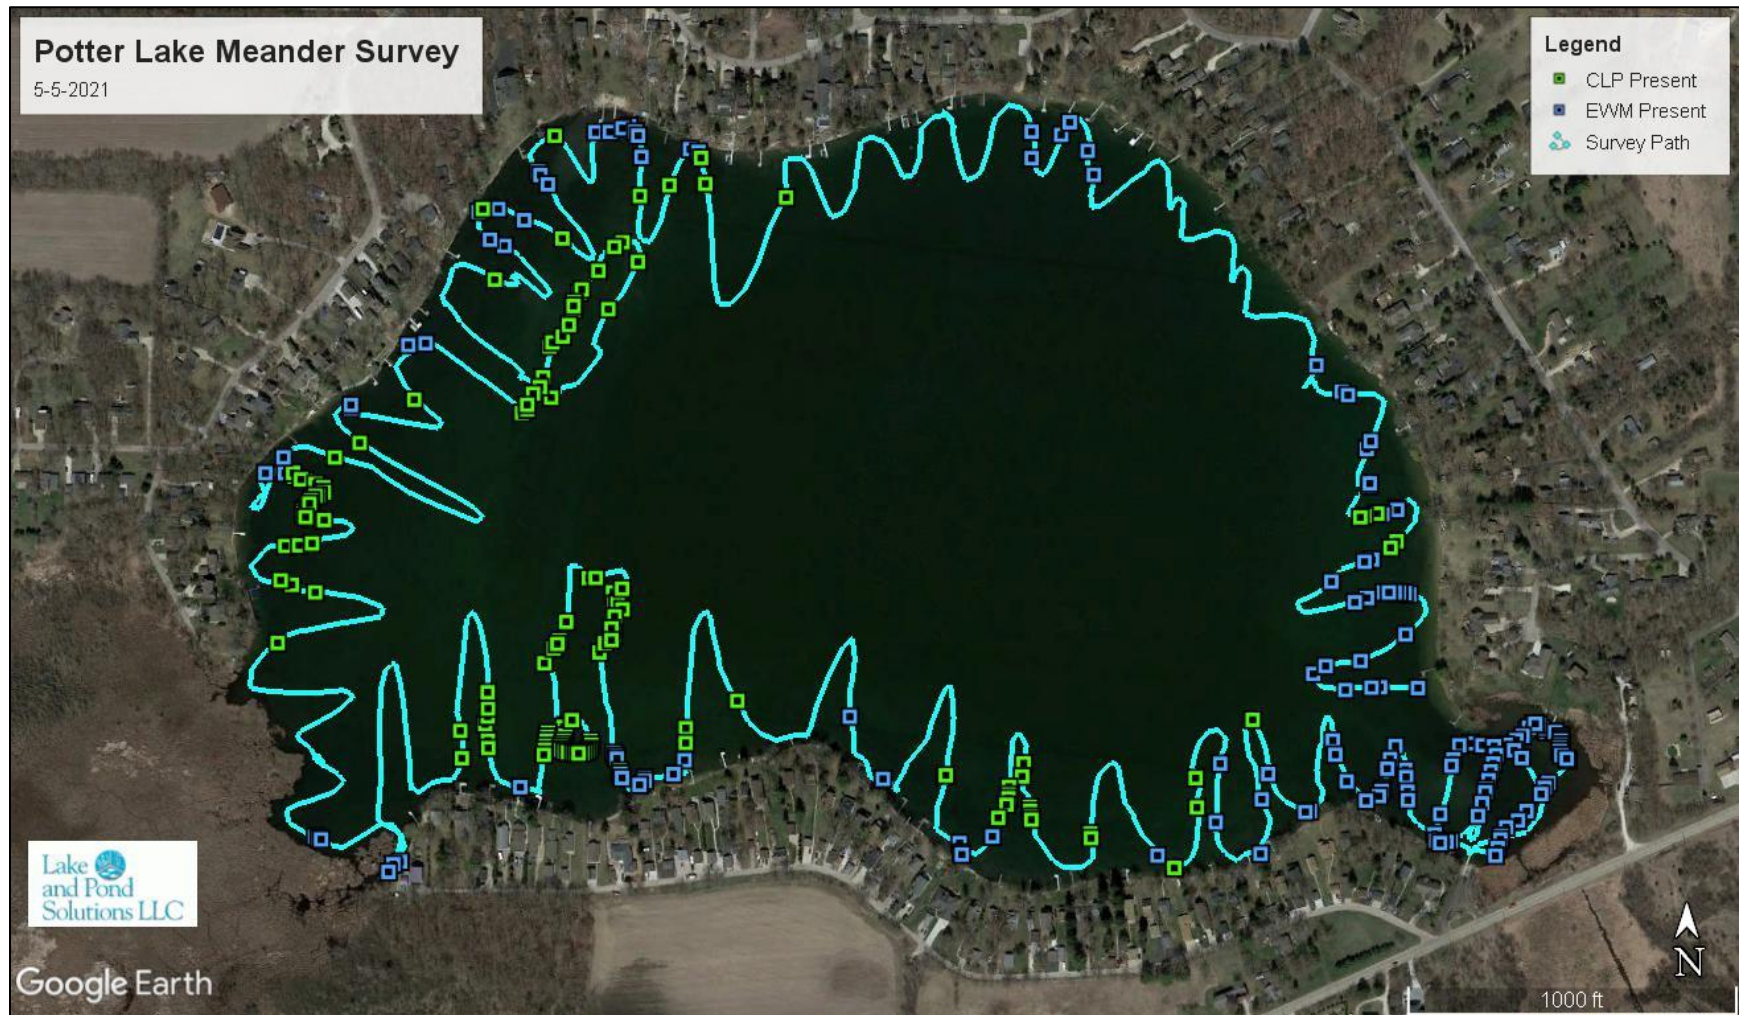 Potter Lake Meander Survey
5-5-2021
Legend
CLP Present
EWM Present
Survey Path
Lake
and Pond
Solutions LLC
Google Earth
N
1000 ft